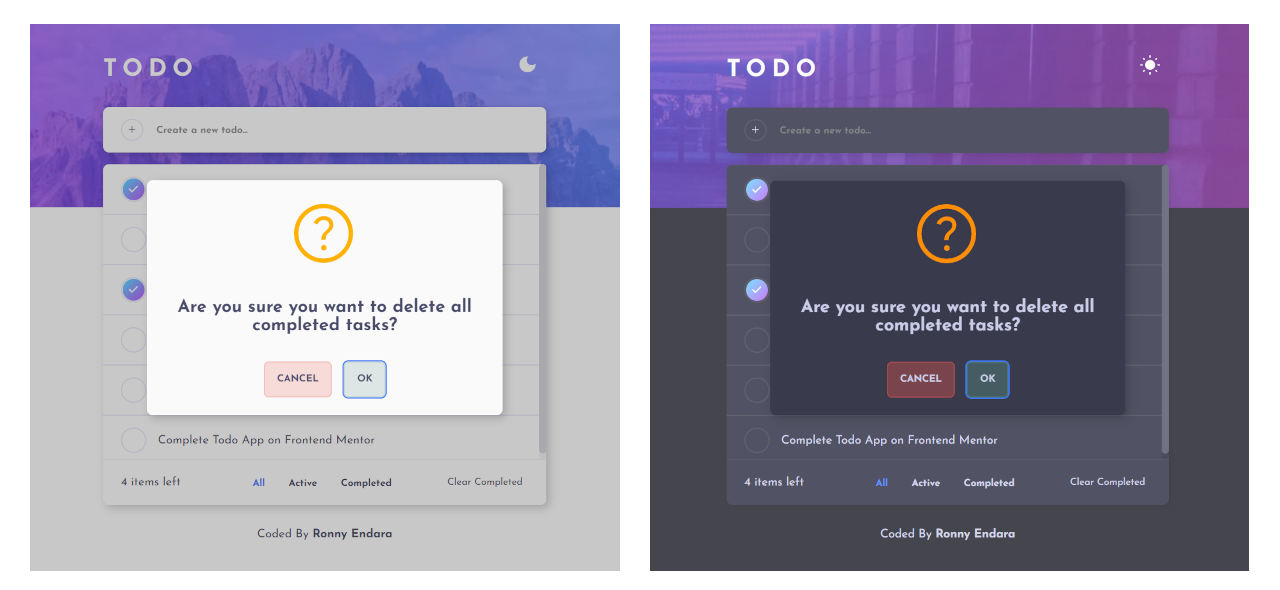 TODO
+ Create a new todo...
?
Are you sure you want to delete all
completed tasks?
CANCEL OK
Complete Todo App on Frontend Mentor
4 items left All Active Completed Clear Completed
Coded By Ronny Endara
TODO
+ Create a new todo...
?
Are you sure you want to delete all
completed tasks?
CANCEL OK
Complete Todo App on Frontend Mentor
4 items left All Active Completed Clear Completed
Coded By Ronny Endara